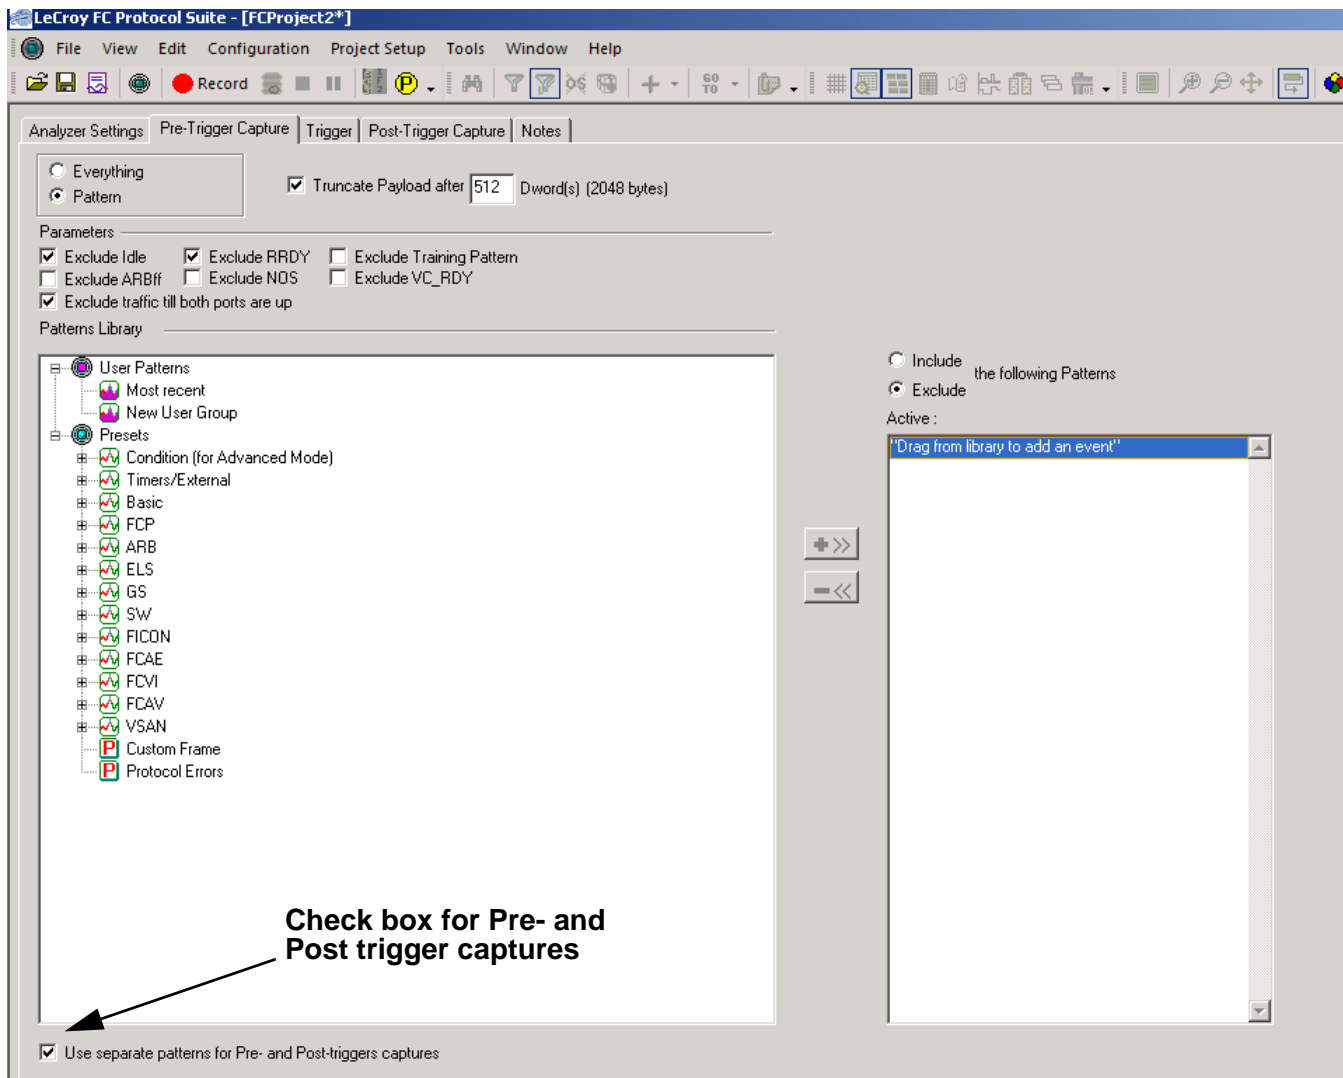 LeCroy FC Protocol Suite - [FCProject2*]
File View Edit Configuration Project Setup Tools Window Help
Record P GO TO
Analyzer Settings Pre-Trigger Capture Trigger Post-Trigger Capture Notes
Everything
Pattern
Truncate Payload after 512 Dword(s) (2048 bytes)
Parameters
Exclude Idle Exclude RRDY Exclude Training Pattern
Exclude ARBff Exclude NOS Exclude VC_RDY
Exclude traffic till both ports are up
Patterns Library
User Patterns
Most recent
New User Group
Presets
Condition (for Advanced Mode)
Timers/External
Basic
FCP
ARB
ELS
GS
SW
FICON
FCAE
FCVI
FCAV
VSAN
P Custom Frame
P Protocol Errors
Include
Exclude
the following Patterns
Active :
"Drag from library to add an event"
Check box for Pre- and
Post trigger captures
Use separate patterns for Pre- and Post-triggers captures